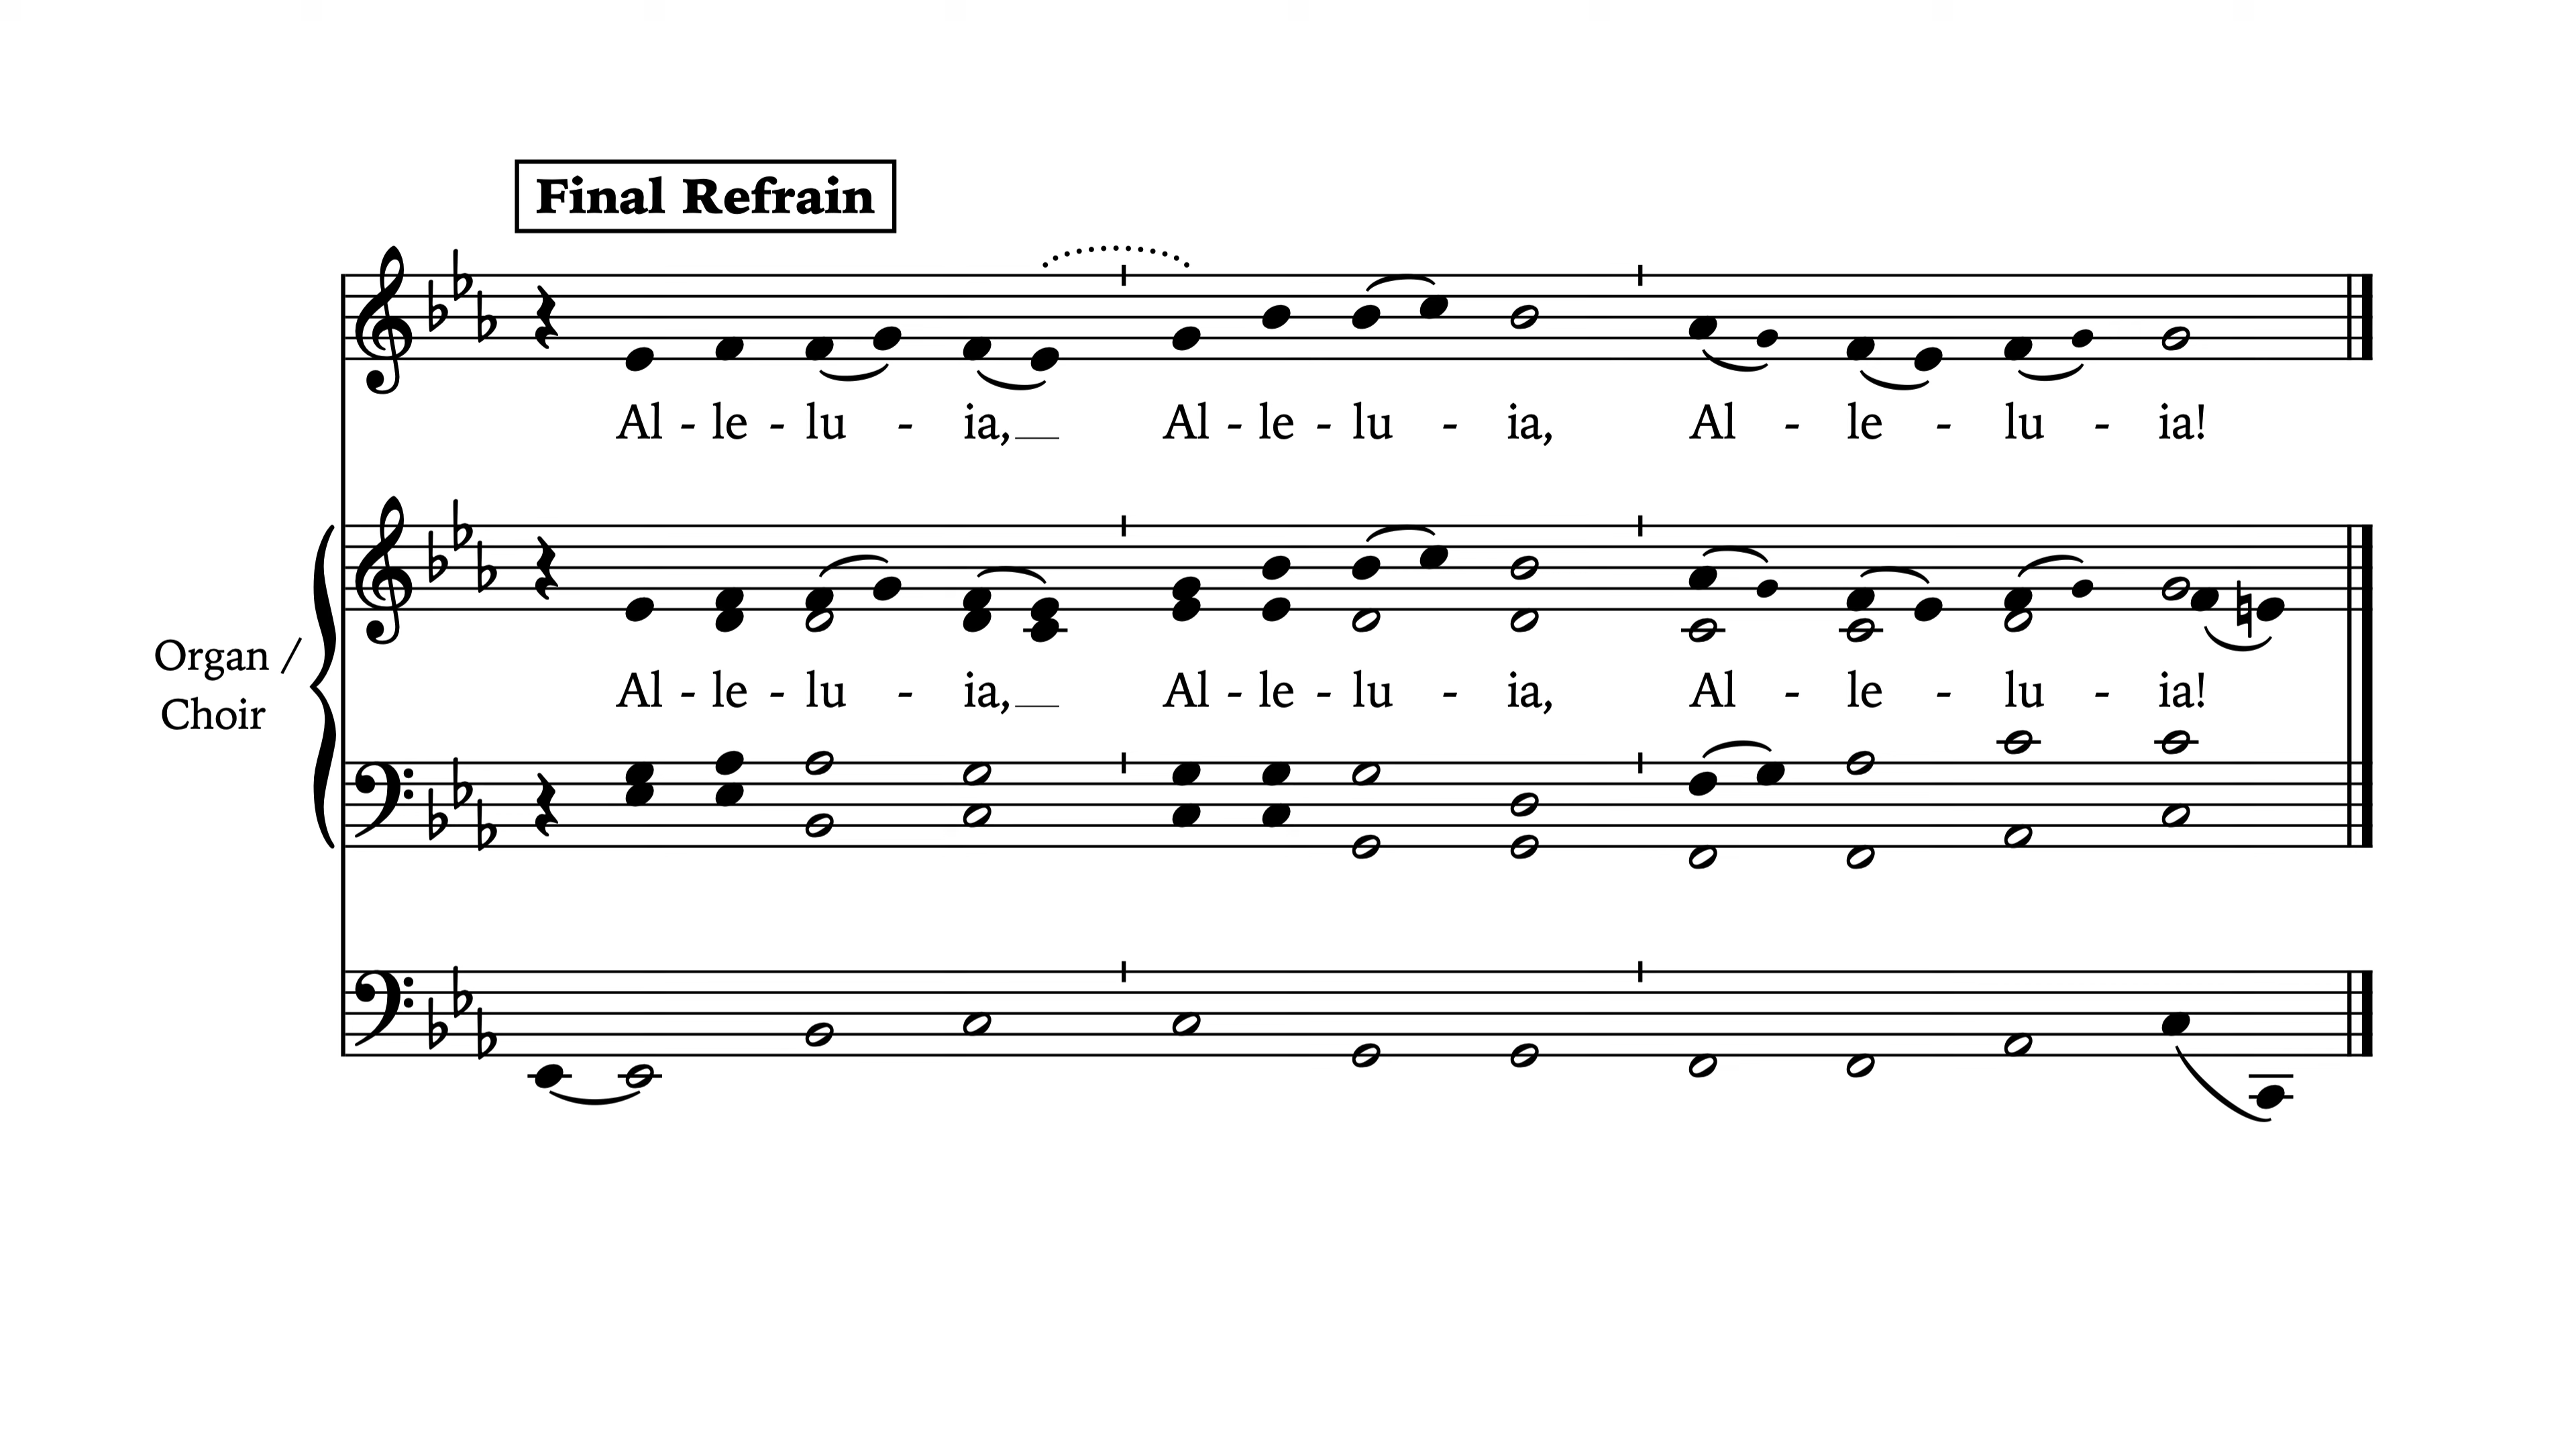 Final Refrain
Al - le - lu - ia, Al - le - lu - ia, Al - le - lu - ia!
Organ /
Choir
Al - le - lu - ia, Al - le - lu - ia, Al - le - lu - ia!